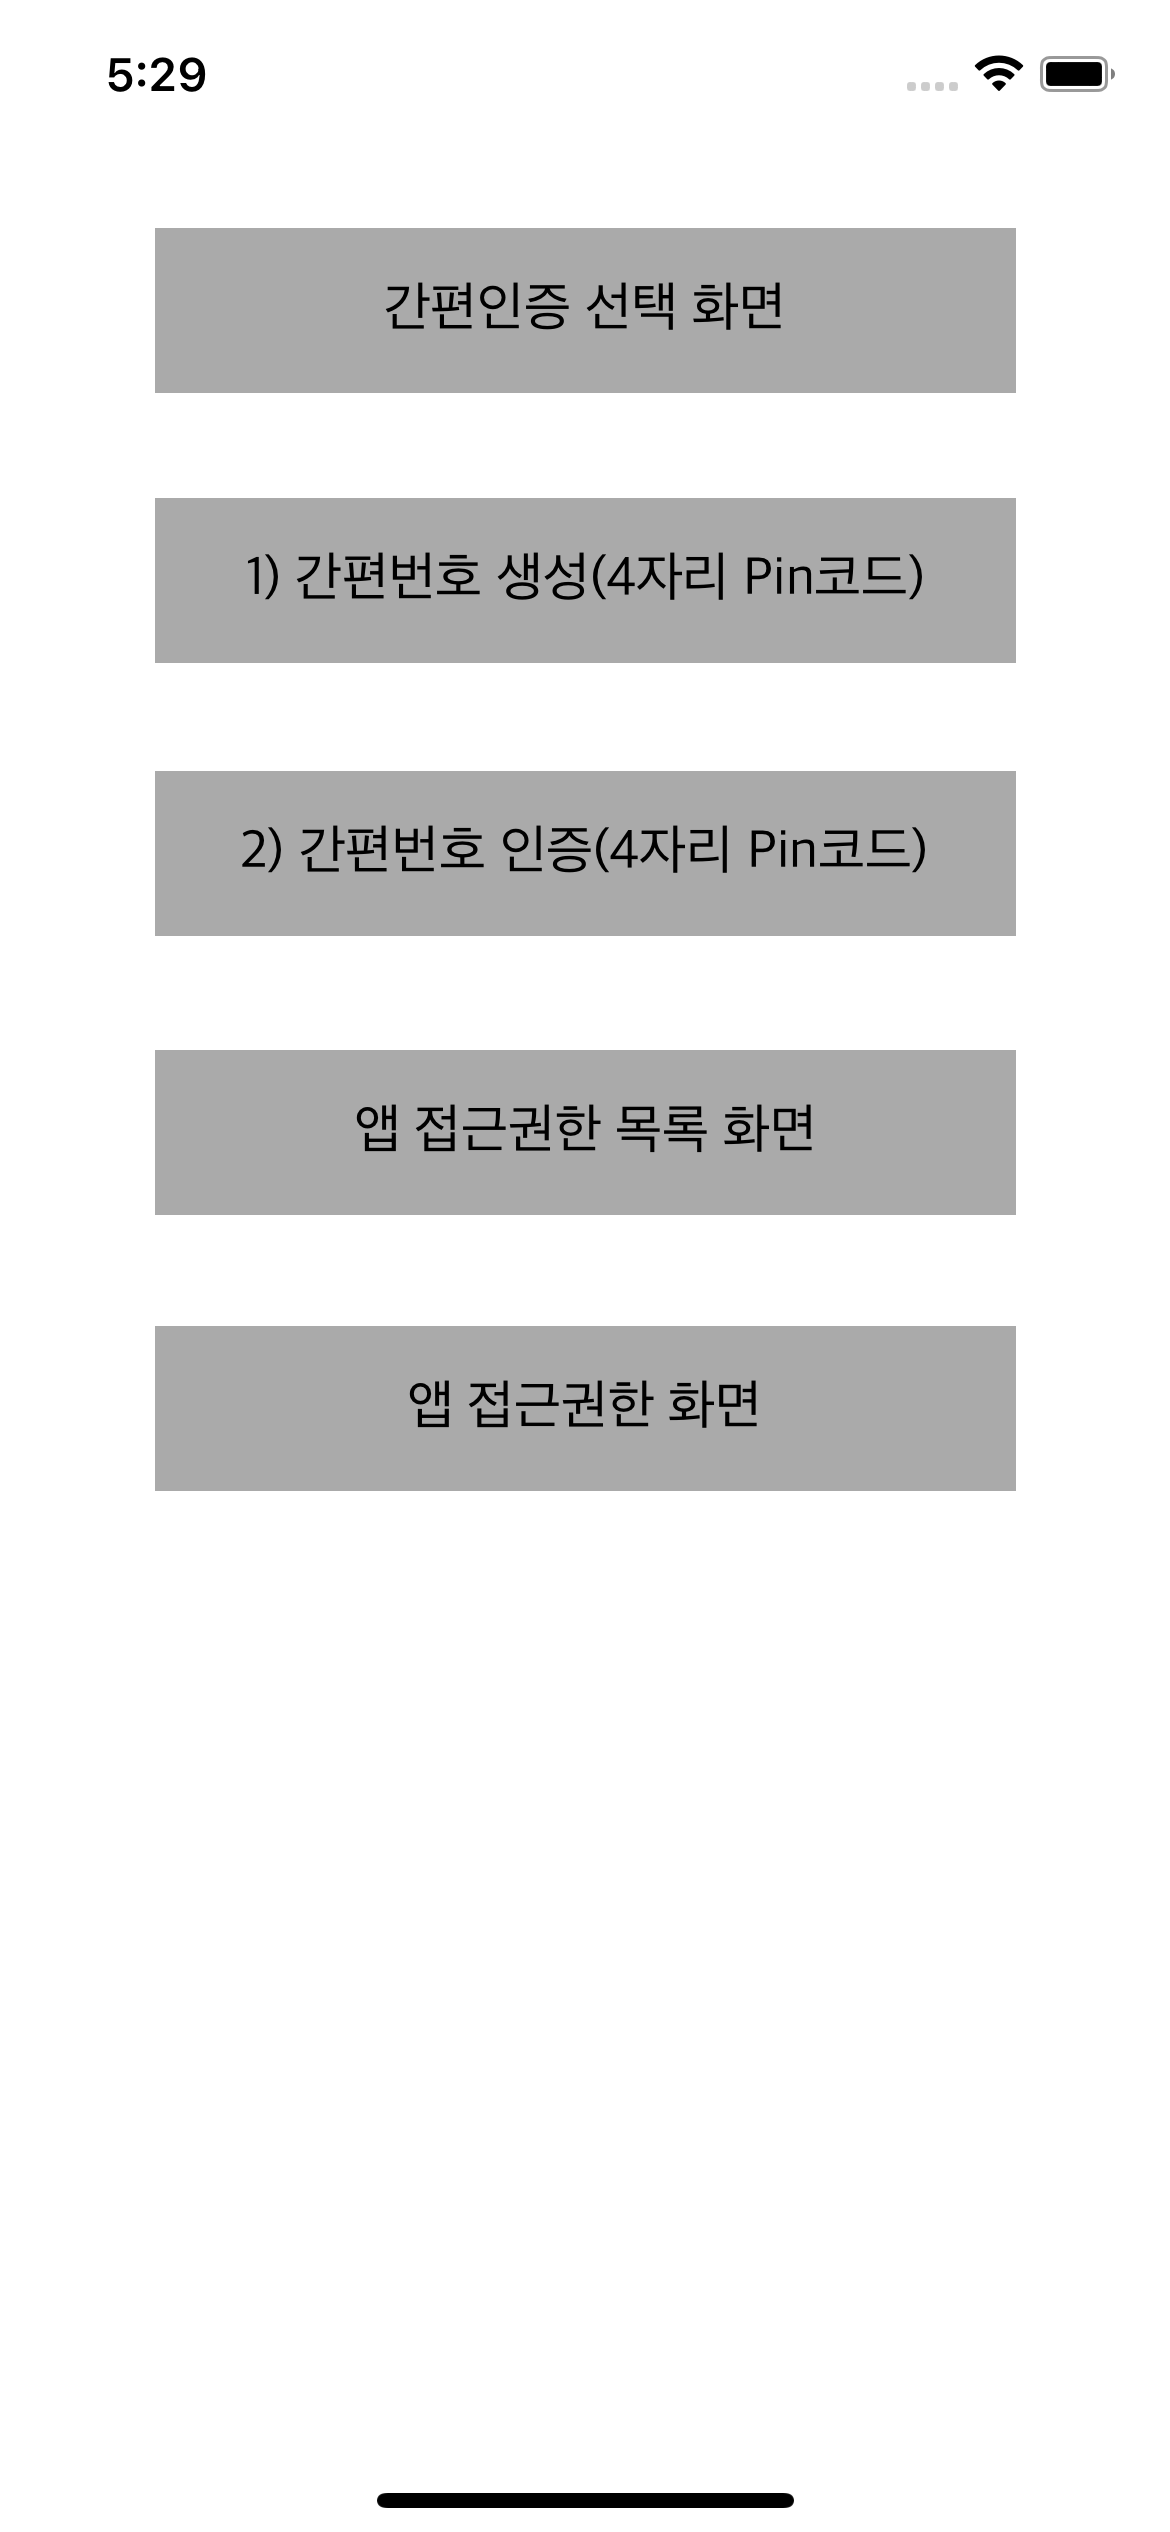 5:29
간편인증 선택 화면
1) 간편번호 생성(4자리 Pin코드)
2) 간편번호 인증(4자리 Pin코드)
앱 접근권한 목록 화면
앱 접근권한 화면